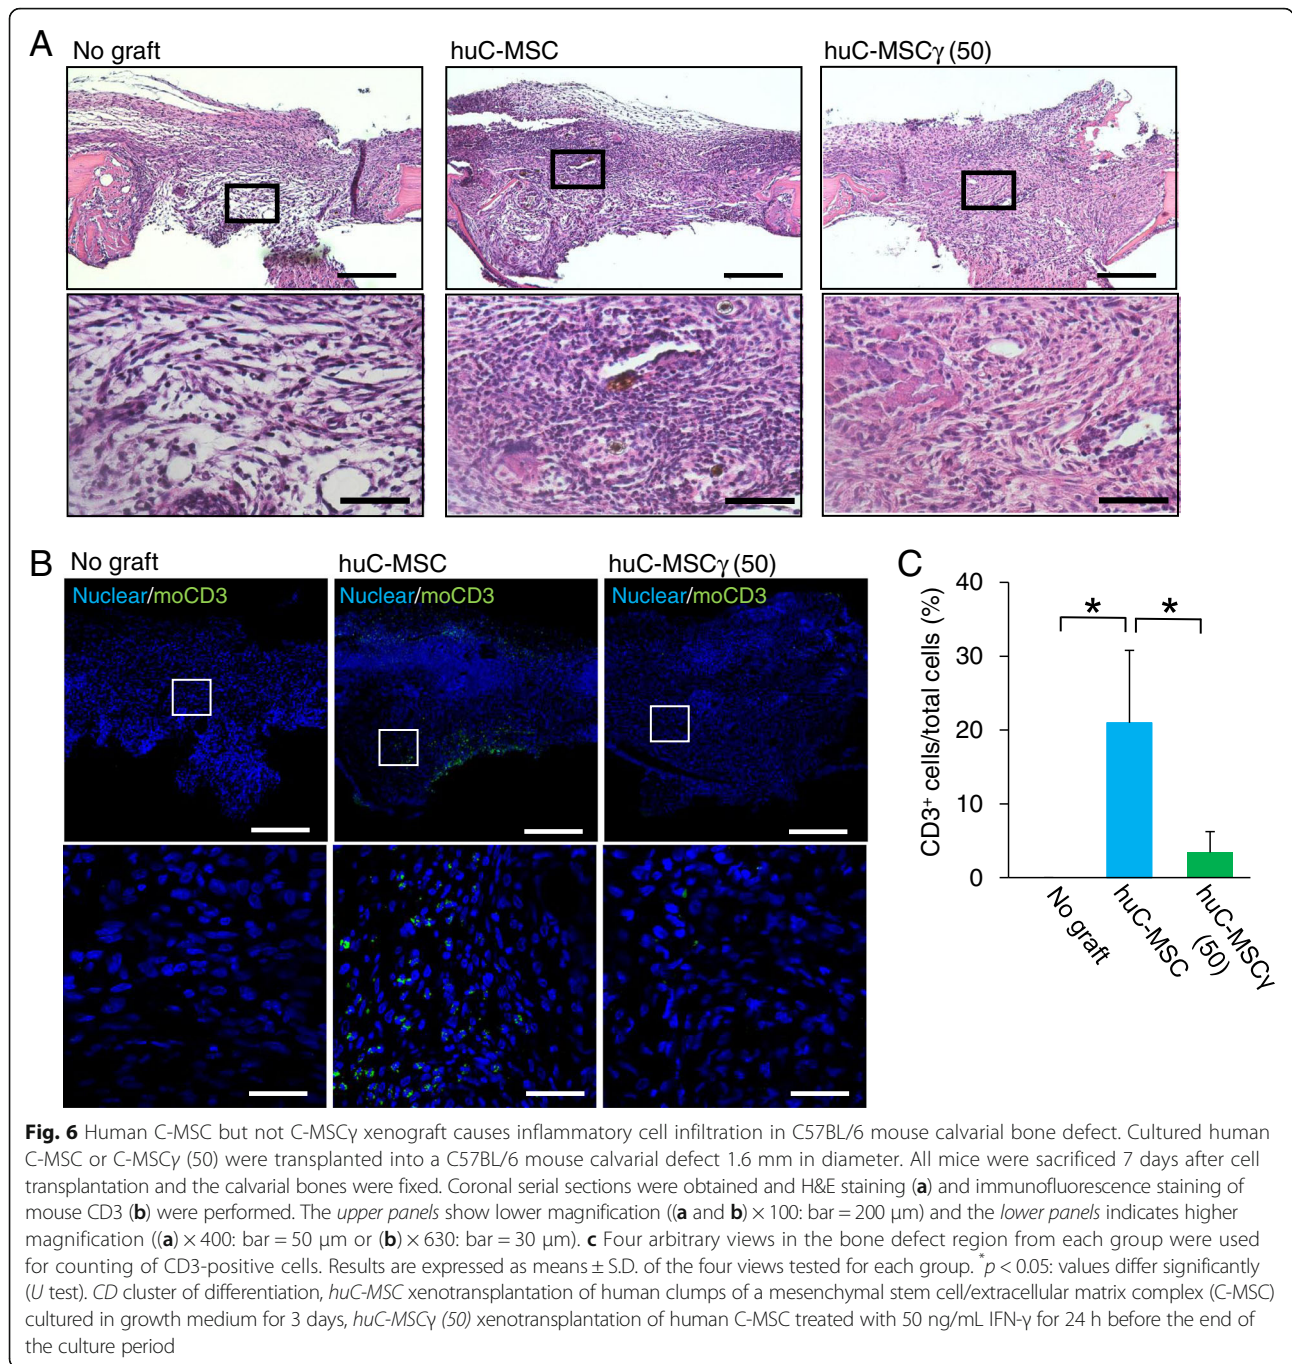 A
No graft
huC-MSC
huC-MSCγ (50)
B
No graft
huC-MSC
huC-MSCγ (50)
Nuclear/moCD3
Nuclear/moCD3
Nuclear/moCD3
C
CD3⁺ cells/total cells (%)
40
30
20
10
0
*
*
No graft
huC-MSC
huC-MSCγ
(50)
Fig. 6 Human C-MSC but not C-MSCγ xenograft causes inflammatory cell infiltration in C57BL/6 mouse calvarial bone defect. Cultured human
C-MSC or C-MSCγ (50) were transplanted into a C57BL/6 mouse calvarial defect 1.6 mm in diameter. All mice were sacrificed 7 days after cell
transplantation and the calvarial bones were fixed. Coronal serial sections were obtained and H&E staining (a) and immunofluorescence staining of
mouse CD3 (b) were performed. The upper panels show lower magnification ((a and b) × 100: bar = 200 μm) and the lower panels indicates higher
magnification ((a) × 400: bar = 50 μm or (b) × 630: bar = 30 μm). c Four arbitrary views in the bone defect region from each group were used
for counting of CD3-positive cells. Results are expressed as means ± S.D. of the four views tested for each group. *p < 0.05: values differ significantly
(U test). CD cluster of differentiation, huC-MSC xenotransplantation of human clumps of a mesenchymal stem cell/extracellular matrix complex (C-MSC)
cultured in growth medium for 3 days, huC-MSCγ (50) xenotransplantation of human C-MSC treated with 50 ng/mL IFN-γ for 24 h before the end of
the culture period